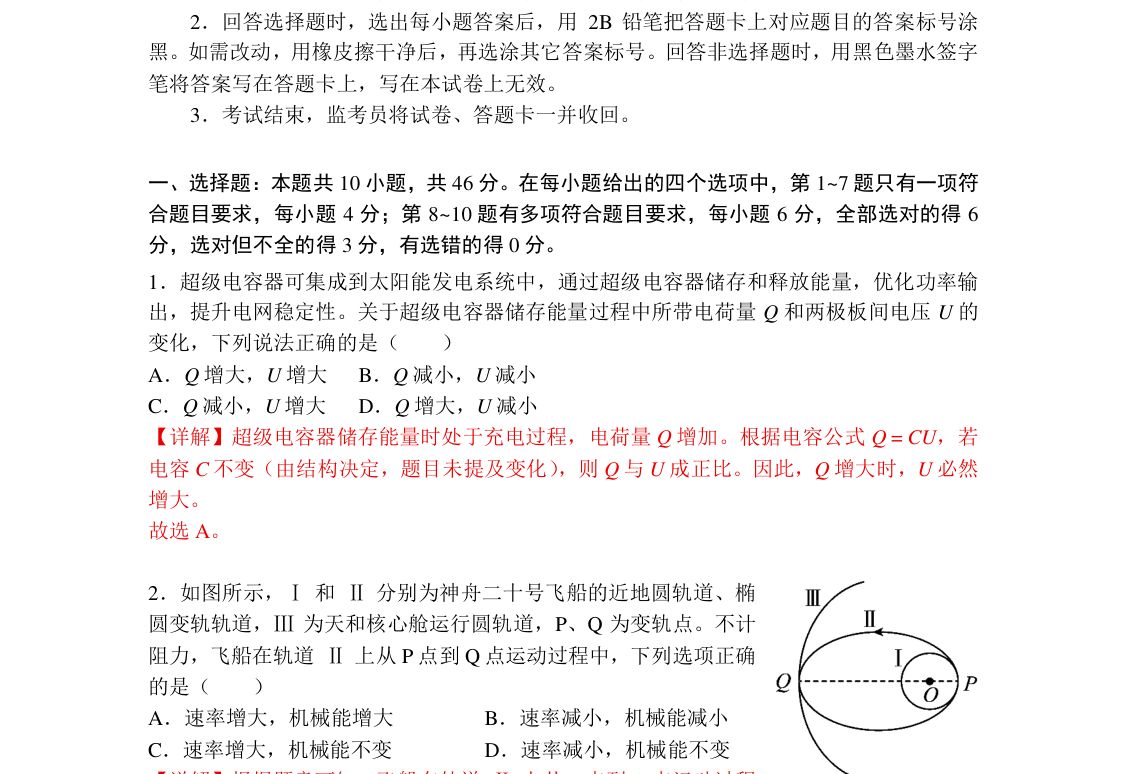 2．回答选择题时，选出每小题答案后，用 2B 铅笔把答题卡上对应题目的答案标号涂
黑。如需改动，用橡皮擦干净后，再选涂其它答案标号。回答非选择题时，用黑色墨水签字
笔将答案写在答题卡上，写在本试卷上无效。
3．考试结束，监考员将试卷、答题卡一并收回。
一、选择题：本题共 10 小题，共 46 分。在每小题给出的四个选项中，第 1~7 题只有一项符
合题目要求，每小题 4 分；第 8~10 题有多项符合题目要求，每小题 6 分，全部选对的得 6
分，选对但不全的得 3 分，有选错的得 0 分。
1．超级电容器可集成到太阳能发电系统中，通过超级电容器储存和释放能量，优化功率输
出，提升电网稳定性。关于超级电容器储存能量过程中所带电荷量 Q 和两极板间电压 U 的
变化，下列说法正确的是（　　）
A．Q 增大，U 增大　B．Q 减小，U 减小
C．Q 减小，U 增大　D．Q 增大，U 减小
【详解】超级电容器储存能量时处于充电过程，电荷量 Q 增加。根据电容公式 Q = CU，若
电容 C 不变（由结构决定，题目未提及变化），则 Q 与 U 成正比。因此，Q 增大时，U 必然
增大。
故选 A。
2．如图所示，Ⅰ 和 Ⅱ 分别为神舟二十号飞船的近地圆轨道、椭
圆变轨轨道，Ⅲ 为天和核心舱运行圆轨道，P、Q 为变轨点。不计
阻力，飞船在轨道 Ⅱ 上从 P 点到 Q 点运动过程中，下列选项正确
的是（　　）
A．速率增大，机械能增大　B．速率减小，机械能减小
C．速率增大，机械能不变　D．速率减小，机械能不变
Ⅲ
Ⅱ
Ⅰ
Q
O
P